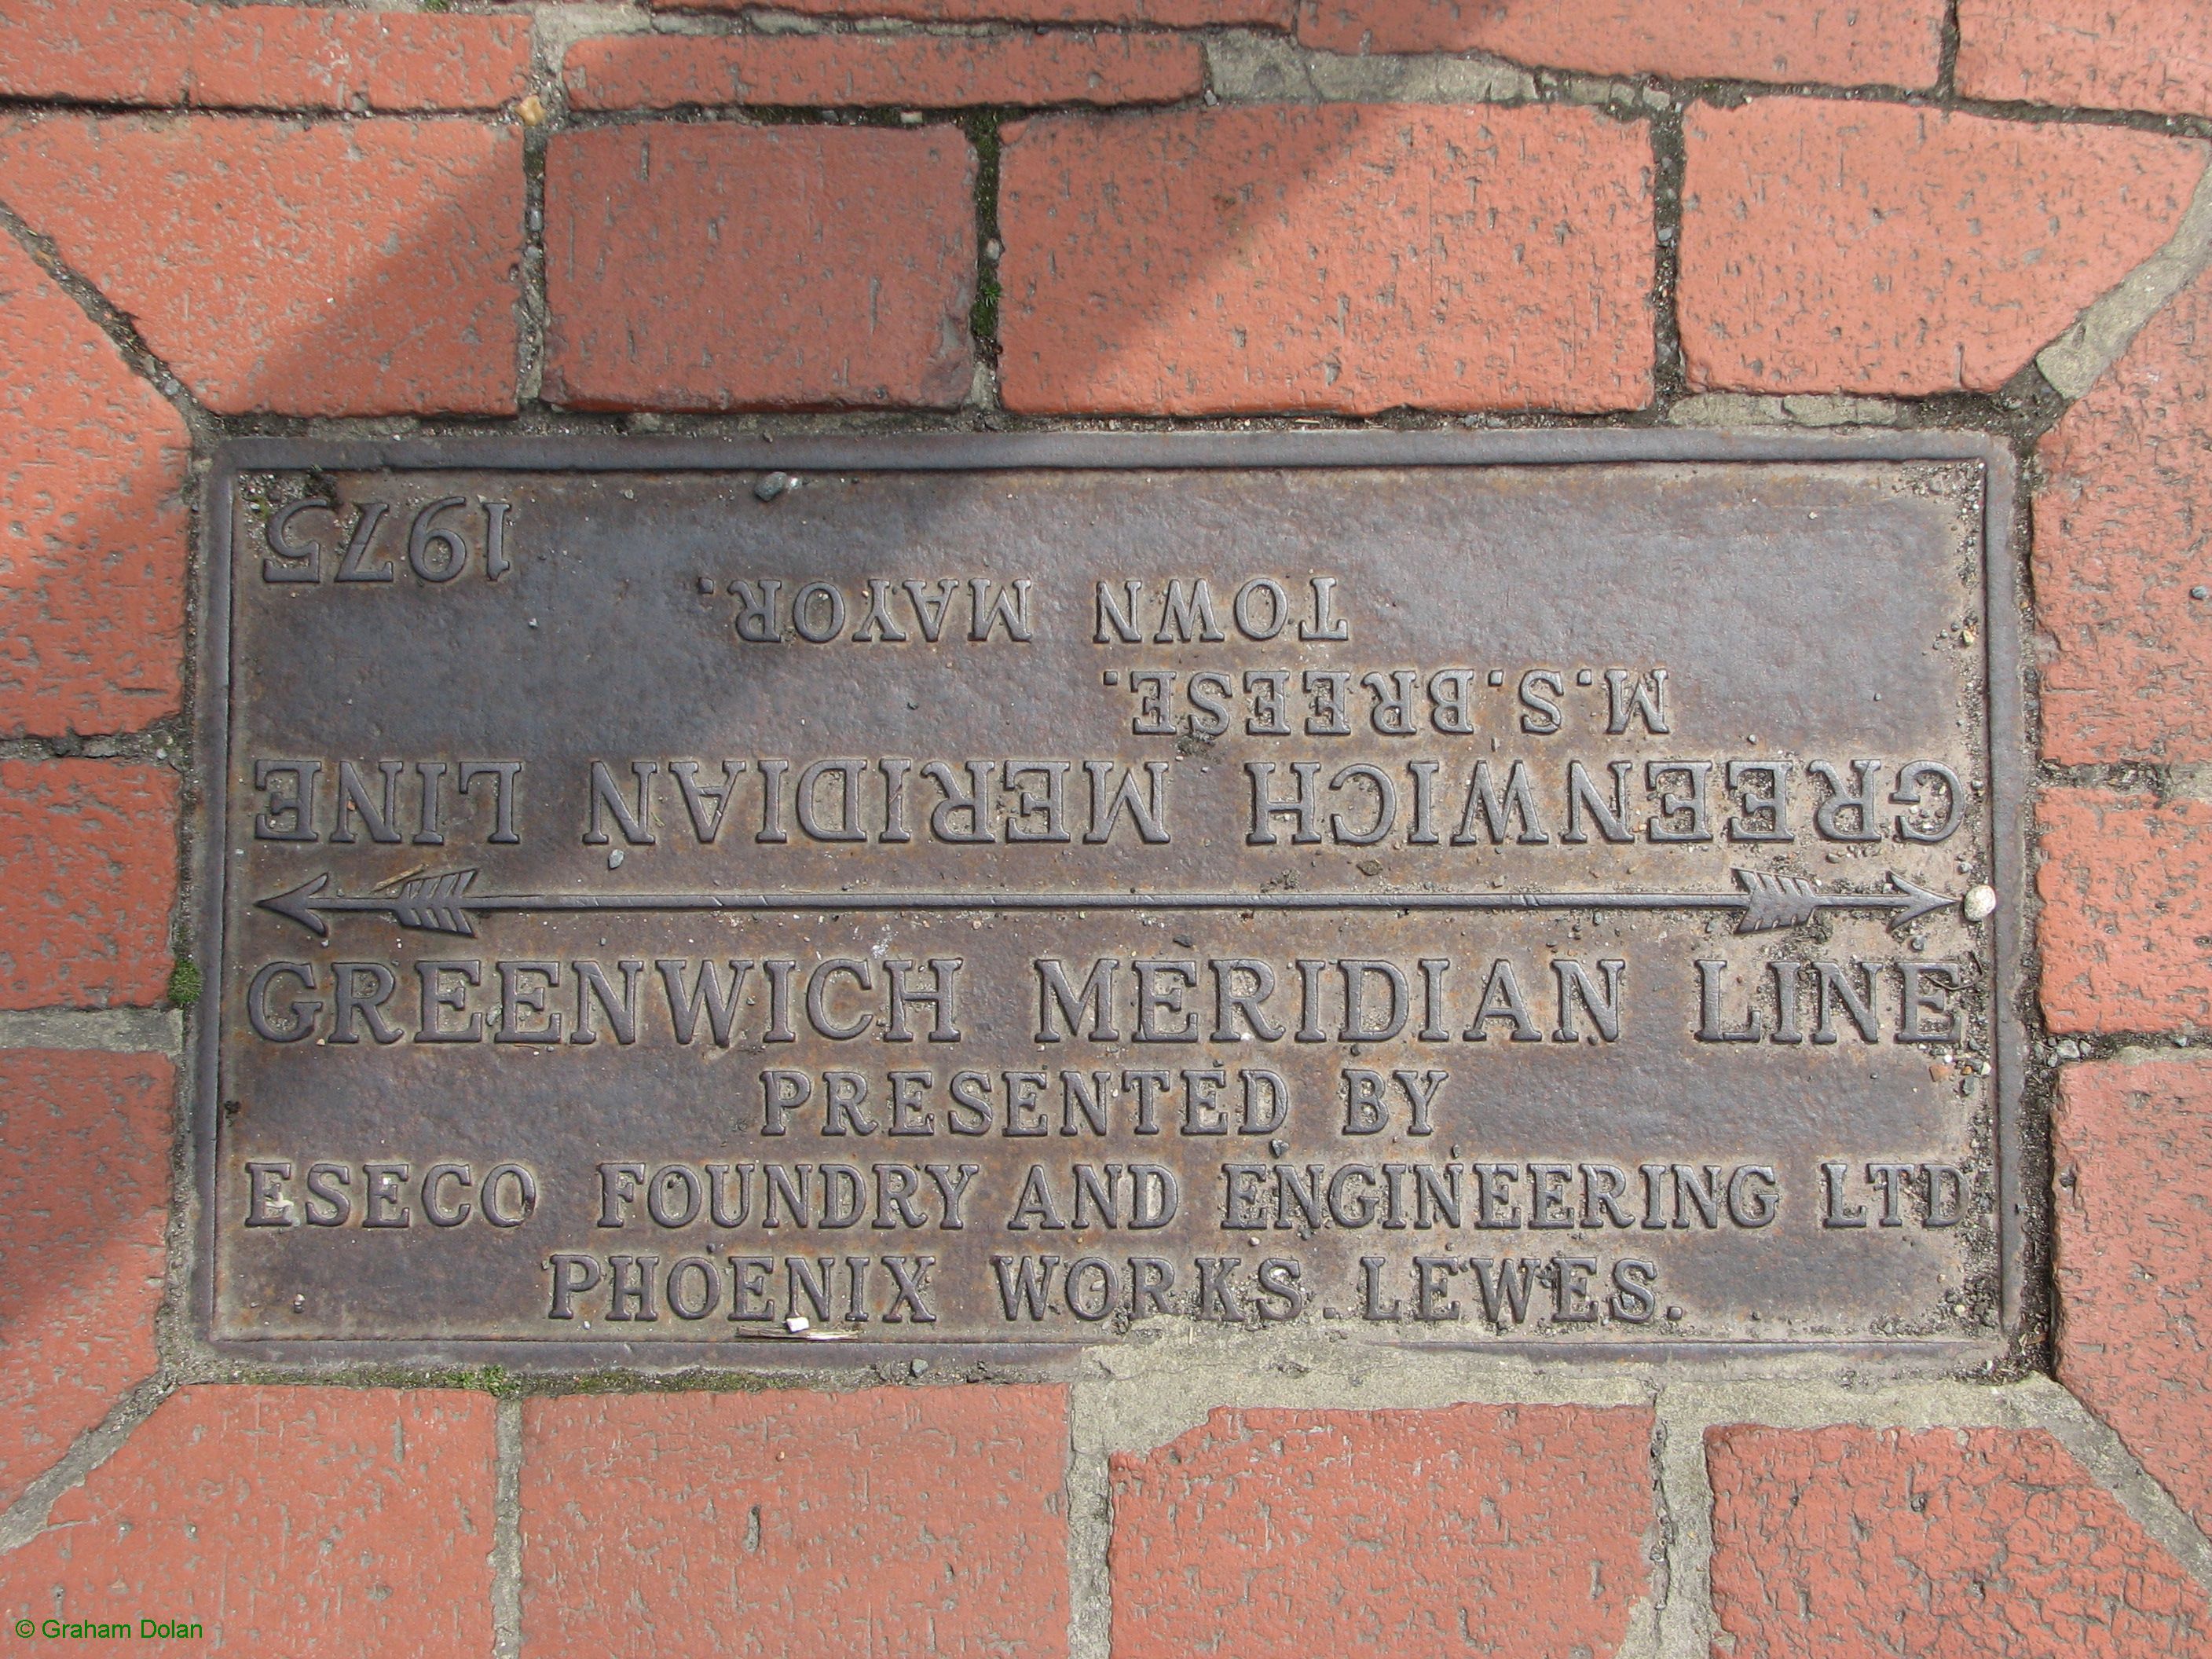 GREENWICH MERIDIAN LINE
M.S.BREESE.
TOWN MAYOR.
1975
GREENWICH MERIDIAN LINE
PRESENTED BY
ESECO FOUNDRY AND ENGINEERING LTD
PHOENIX WORKS.LEWES.
© Graham Dolan